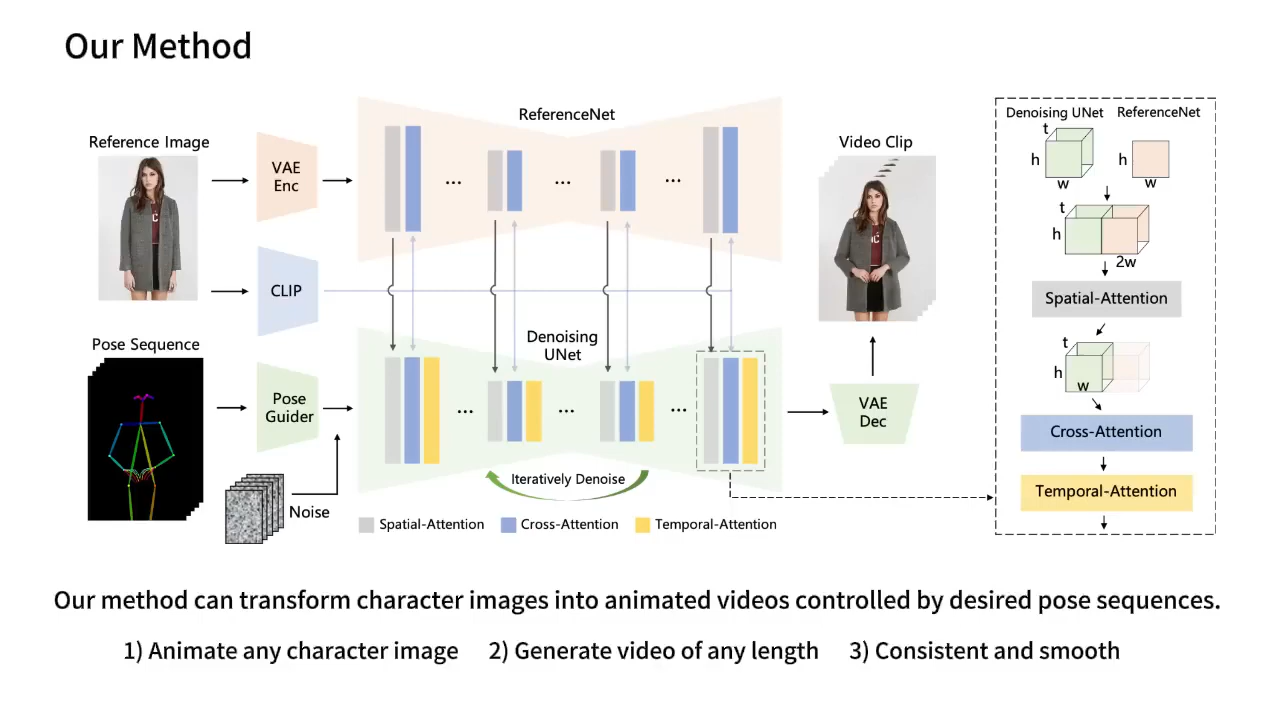 Our Method
ReferenceNet
Reference Image
VAE
Enc
...
...
...
Video Clip
CLIP
Pose Sequence
Denoising
UNet
Pose
Guider
...
...
...
VAE
Dec
Iteratively Denoise
Noise
Spatial-Attention
Cross-Attention
Temporal-Attention
Denoising UNet
ReferenceNet
t
h
w
h
w
t
h
2w
Spatial-Attention
t
h
w
Cross-Attention
Temporal-Attention
Our method can transform character images into animated videos controlled by desired pose sequences.
1) Animate any character image 2) Generate video of any length 3) Consistent and smooth